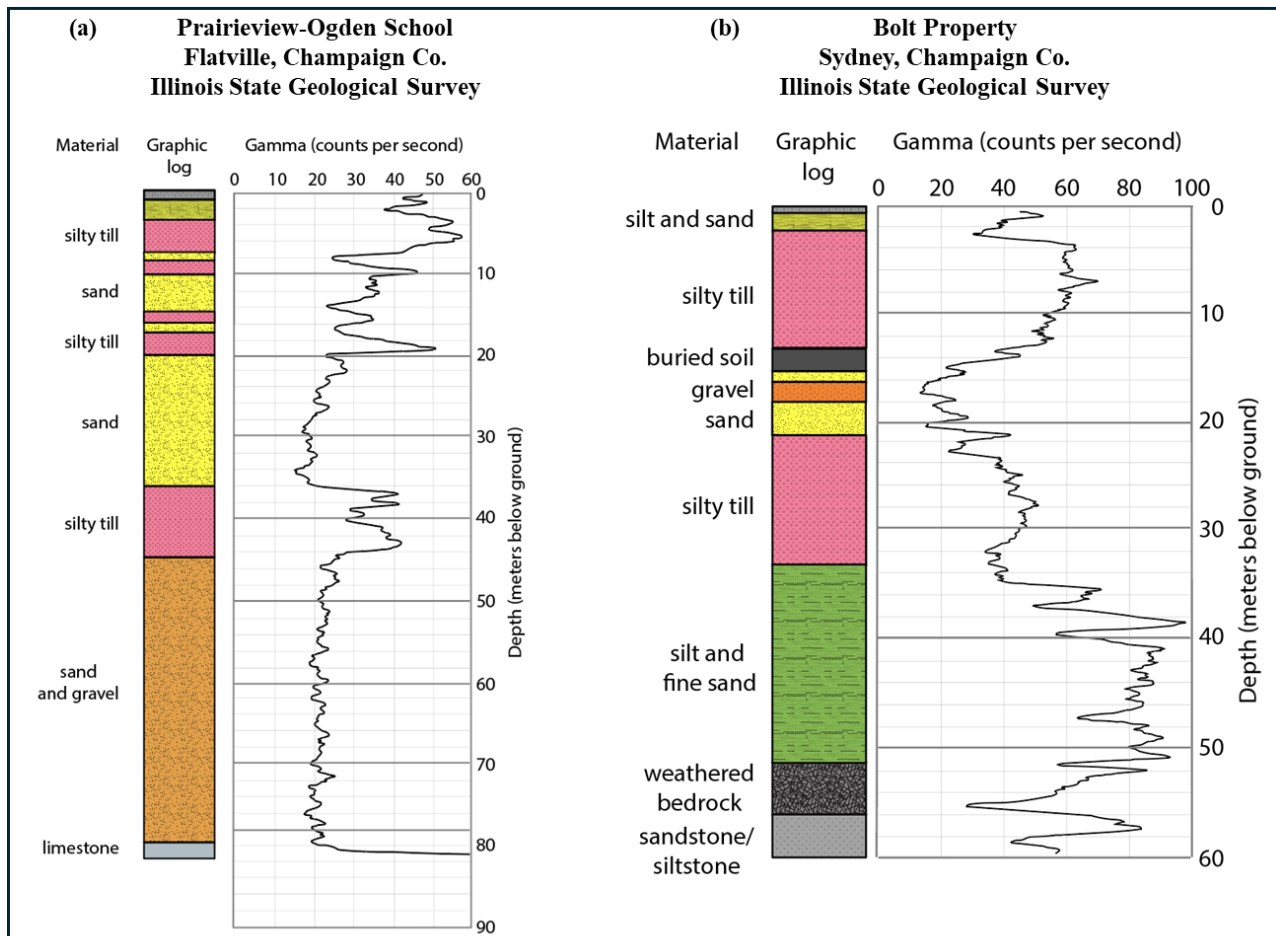 (a)
Prairieview-Ogden School
Flatville, Champaign Co.
Illinois State Geological Survey
Material
Graphic
log
Gamma (counts per second)
0 10 20 30 40 50 60
0
10
20
30
40
50
60
70
80
90
Depth (meters below ground)
silty till
sand
silty till
sand
silty till
sand
and gravel
limestone
(b)
Bolt Property
Sydney, Champaign Co.
Illinois State Geological Survey
Material
Graphic
log
Gamma (counts per second)
0 20 40 60 80 100
0
10
20
30
40
50
60
Depth (meters below ground)
silt and sand
silty till
buried soil
gravel
sand
silty till
silt and
fine sand
weathered
bedrock
sandstone/
siltstone